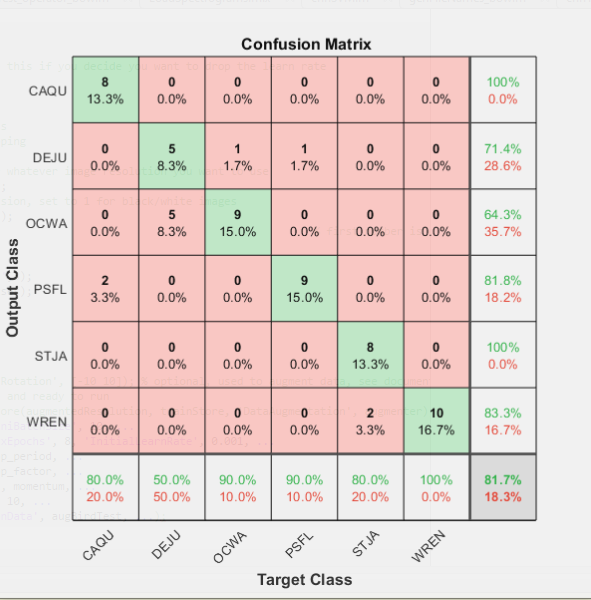 Confusion Matrix
CAQU 8 0 0 0 0 0 100%
13.3% 0.0% 0.0% 0.0% 0.0% 0.0% 0.0%
DEJU 0 5 1 1 0 0 71.4%
0.0% 8.3% 1.7% 1.7% 0.0% 0.0% 28.6%
OCWA 0 5 9 0 0 0 64.3%
0.0% 8.3% 15.0% 0.0% 0.0% 0.0% 35.7%
PSFL 2 0 0 9 0 0 81.8%
3.3% 0.0% 0.0% 15.0% 0.0% 0.0% 18.2%
STJA 0 0 0 0 8 0 100%
0.0% 0.0% 0.0% 0.0% 13.3% 0.0% 0.0%
WREN 0 0 0 0 2 10 83.3%
0.0% 0.0% 0.0% 0.0% 3.3% 16.7% 16.7%
80.0% 50.0% 90.0% 90.0% 80.0% 100% 81.7%
20.0% 50.0% 10.0% 10.0% 20.0% 0.0% 18.3%
CAQU DEJU OCWA PSFL STJA WREN
Target Class
Output Class